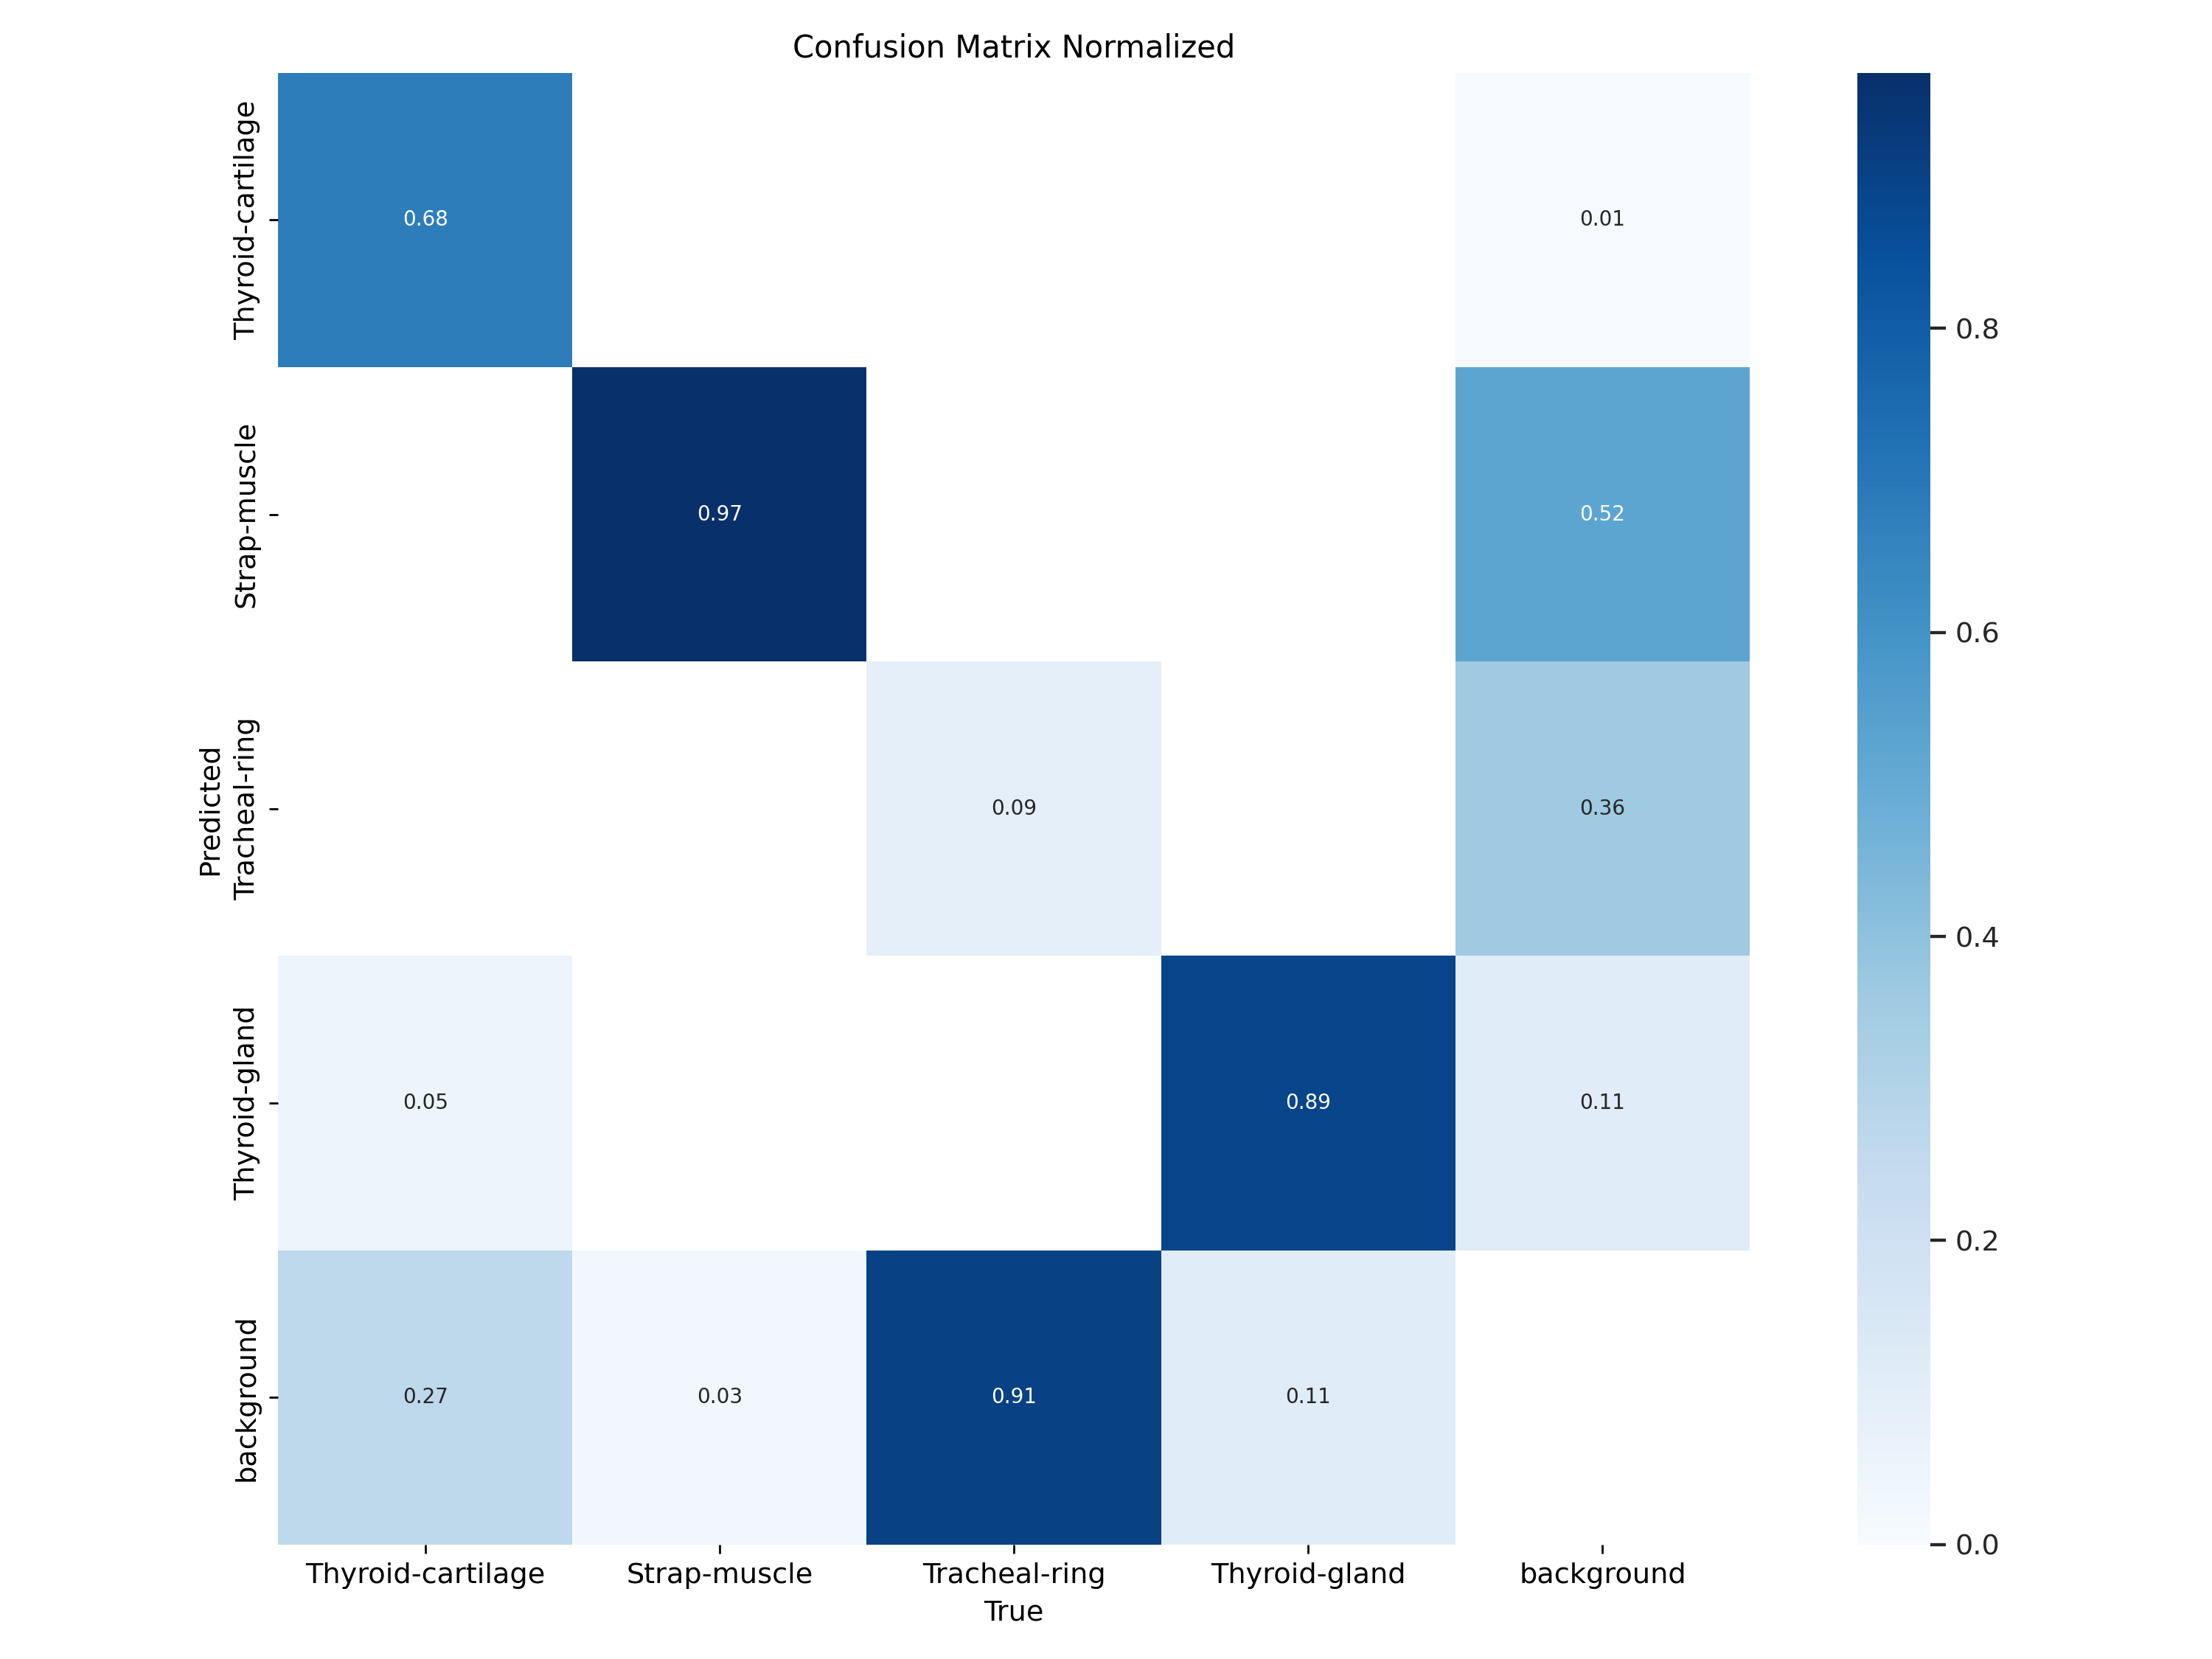 Confusion Matrix Normalized
Predicted
Thyroid-cartilage
0.68
0.01
Strap-muscle
0.97
0.52
Tracheal-ring
0.09
0.36
Thyroid-gland
0.05
0.89
0.11
background
0.27
0.03
0.91
0.11
Thyroid-cartilage
Strap-muscle
Tracheal-ring
Thyroid-gland
background
True
0.8
0.6
0.4
0.2
0.0